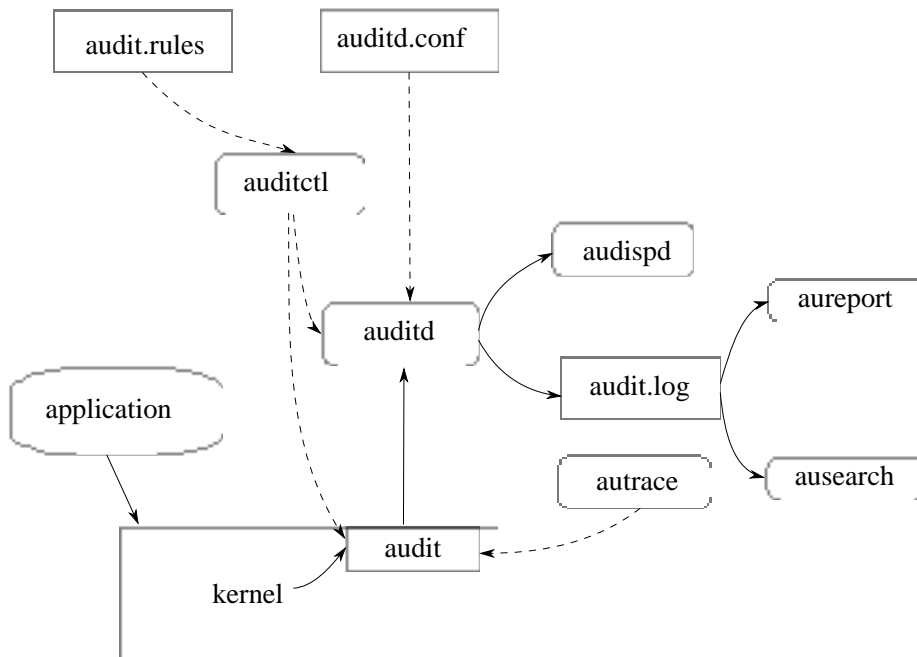 audit.rules
auditd.conf
auditctl
audispd
aureport
auditd
audit.log
application
autrace
ausearch
audit
kernel